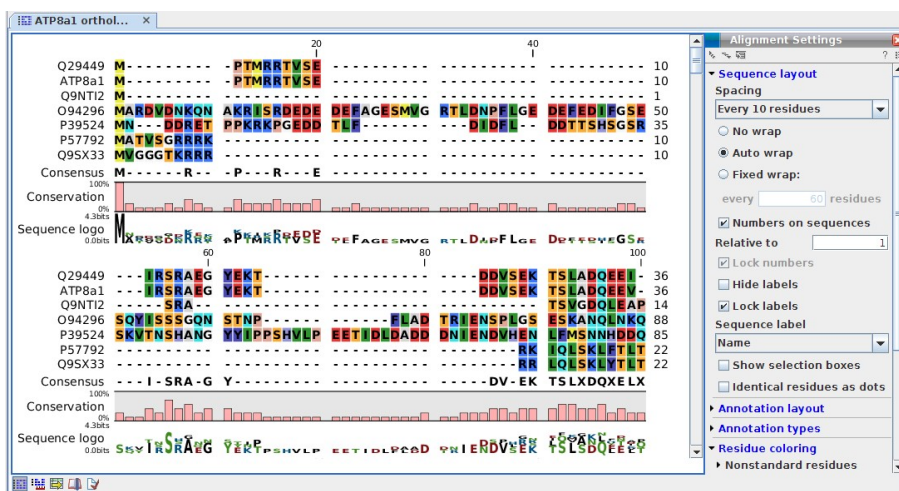 ATP8a1 orthol... ×
20 40
Q29449 M--------- -PTMRRTVSE ---------- ---------- ---------- 10
ATP8a1 M--------- -PTMRRTVSE ---------- ---------- ---------- 10
Q9NTI2 M--------- ---------- ---------- ---------- ---------- 1
O94296 MARDVDNKQN AKRISRDEDE DEFAGESMVG RTLDNPFLGE DEFEDIFGSE 50
P39524 MN---DDRET PPKRKPGEDD TLF------- ---DIDFL-- DDTTSHSGSR 35
P57792 MATVSGRRRK ---------- ---------- ---------- ---------- 10
Q9SX33 MVGGGTKRRR ---------- ---------- ---------- ---------- 10
Consensus M------R-- -P---R--E
100%
Conservation
0%
4.3bits
Sequence logo
0.0bits
60 80 100
Q29449 ---IRSRAEG YEKT------ ---------- ----DDVSEK TSLADQEEI- 36
ATP8a1 ---IRSRAEG YEKT------ ---------- ----DDVSEK TSLADQEEV- 36
Q9NTI2 -----SRA-- ---------- ---------- ---------- TSVGDQLEAP 14
O94296 SQYISSSGQN STNP------ -------FLAD TRIENSPLGS ESKANQLNKQ 88
P39524 SKVTNSHANG YYIPPSHVLP EETIDLDADD DNIENDVHEN LFMSNNHDDQ 85
P57792 ---------- ---------- ---------- --------RK IQLSKLFTLT 22
Q9SX33 ---------- ---------- ---------- --------RR LQLSKLYTLT 22
Consensus ---I-SRA-G Y--------- ---------- ----DV-EK TSLXDQXELX
100%
Conservation
0%
4.3bits
Sequence logo
0.0bits
Alignment Settings
Sequence layout
Spacing
Every 10 residues
No wrap
Auto wrap
Fixed wrap:
every 60 residues
Numbers on sequences
Relative to 1
Lock numbers
Hide labels
Lock labels
Sequence label
Name
Show selection boxes
Identical residues as dots
Annotation layout
Annotation types
Residue coloring
Nonstandard residues